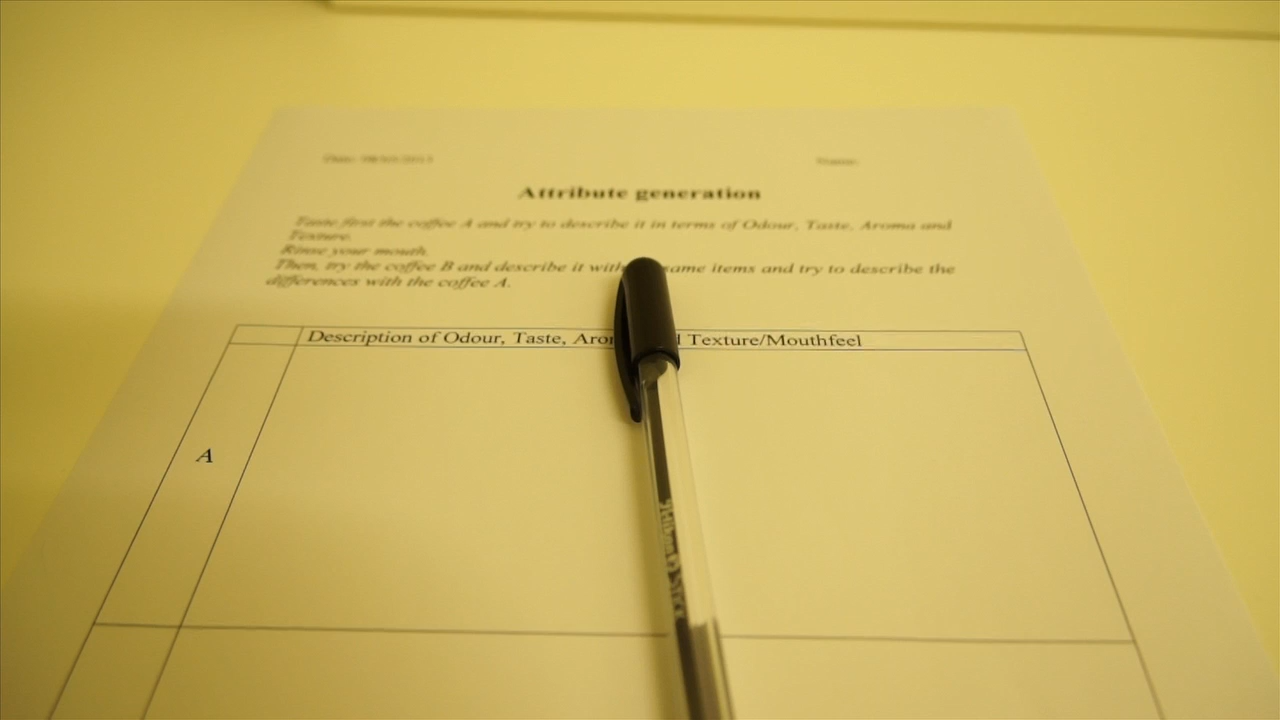 Date: Name:
Attribute generation
Taste first the coffee A and try to describe it in terms of Odour, Taste, Aroma and
Texture.
Rinse your mouth.
Then, try the coffee B and describe it with same items and try to describe the
differences with the coffee A.
Description of Odour, Taste, Texture/Mouthfeel
A